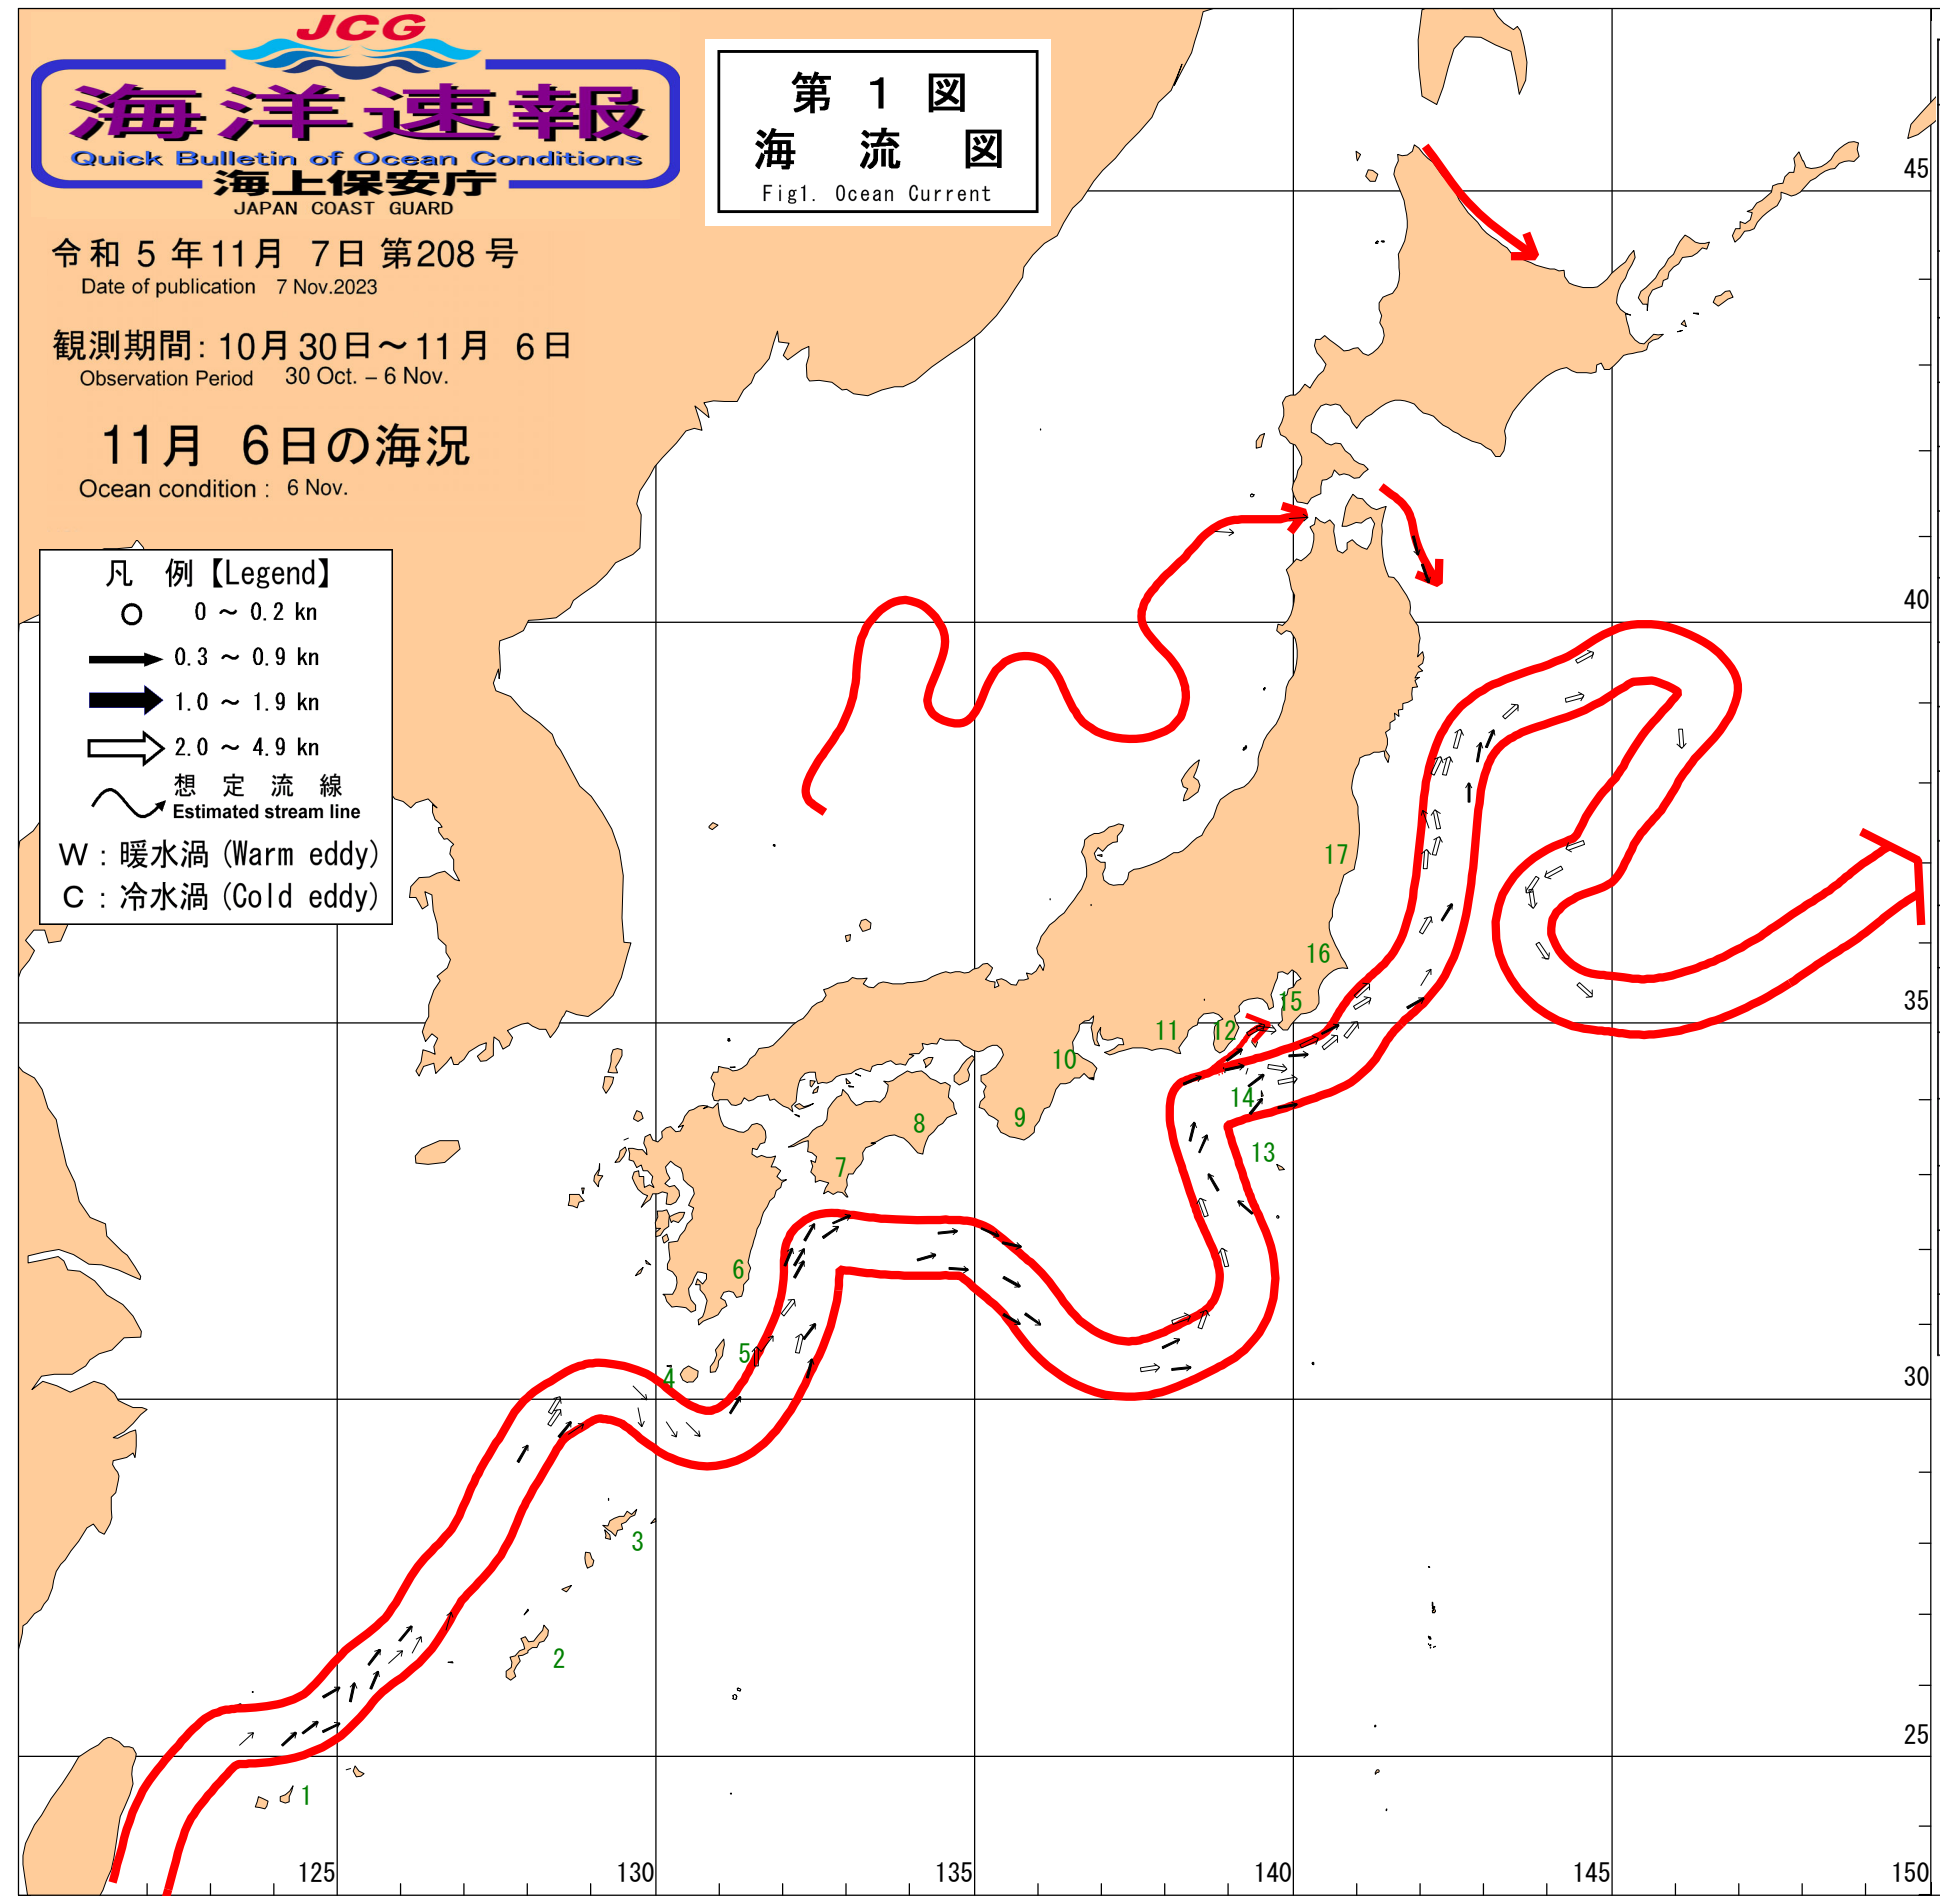 JCG
海洋速報
Quick Bulletin of Ocean Conditions
海上保安庁
JAPAN COAST GUARD
令和 5 年11月 7日 第208 号
Date of publication 7 Nov.2023
観測期間: 10月30日～11月 6日
Observation Period 30 Oct. – 6 Nov.
11月 6日の海況
Ocean condition : 6 Nov.
第 1 図
海 流 図
Fig1. Ocean Current
凡 例【Legend】
0 ～ 0.2 kn
0.3 ～ 0.9 kn
1.0 ～ 1.9 kn
2.0 ～ 4.9 kn
想 定 流 線
Estimated stream line
W : 暖水渦 (Warm eddy)
C : 冷水渦 (Cold eddy)
45
40
35
30
25
17
16
15
11
12
10
14
8
9
13
7
6
5
4
3
2
1
125
130
135
140
145
150